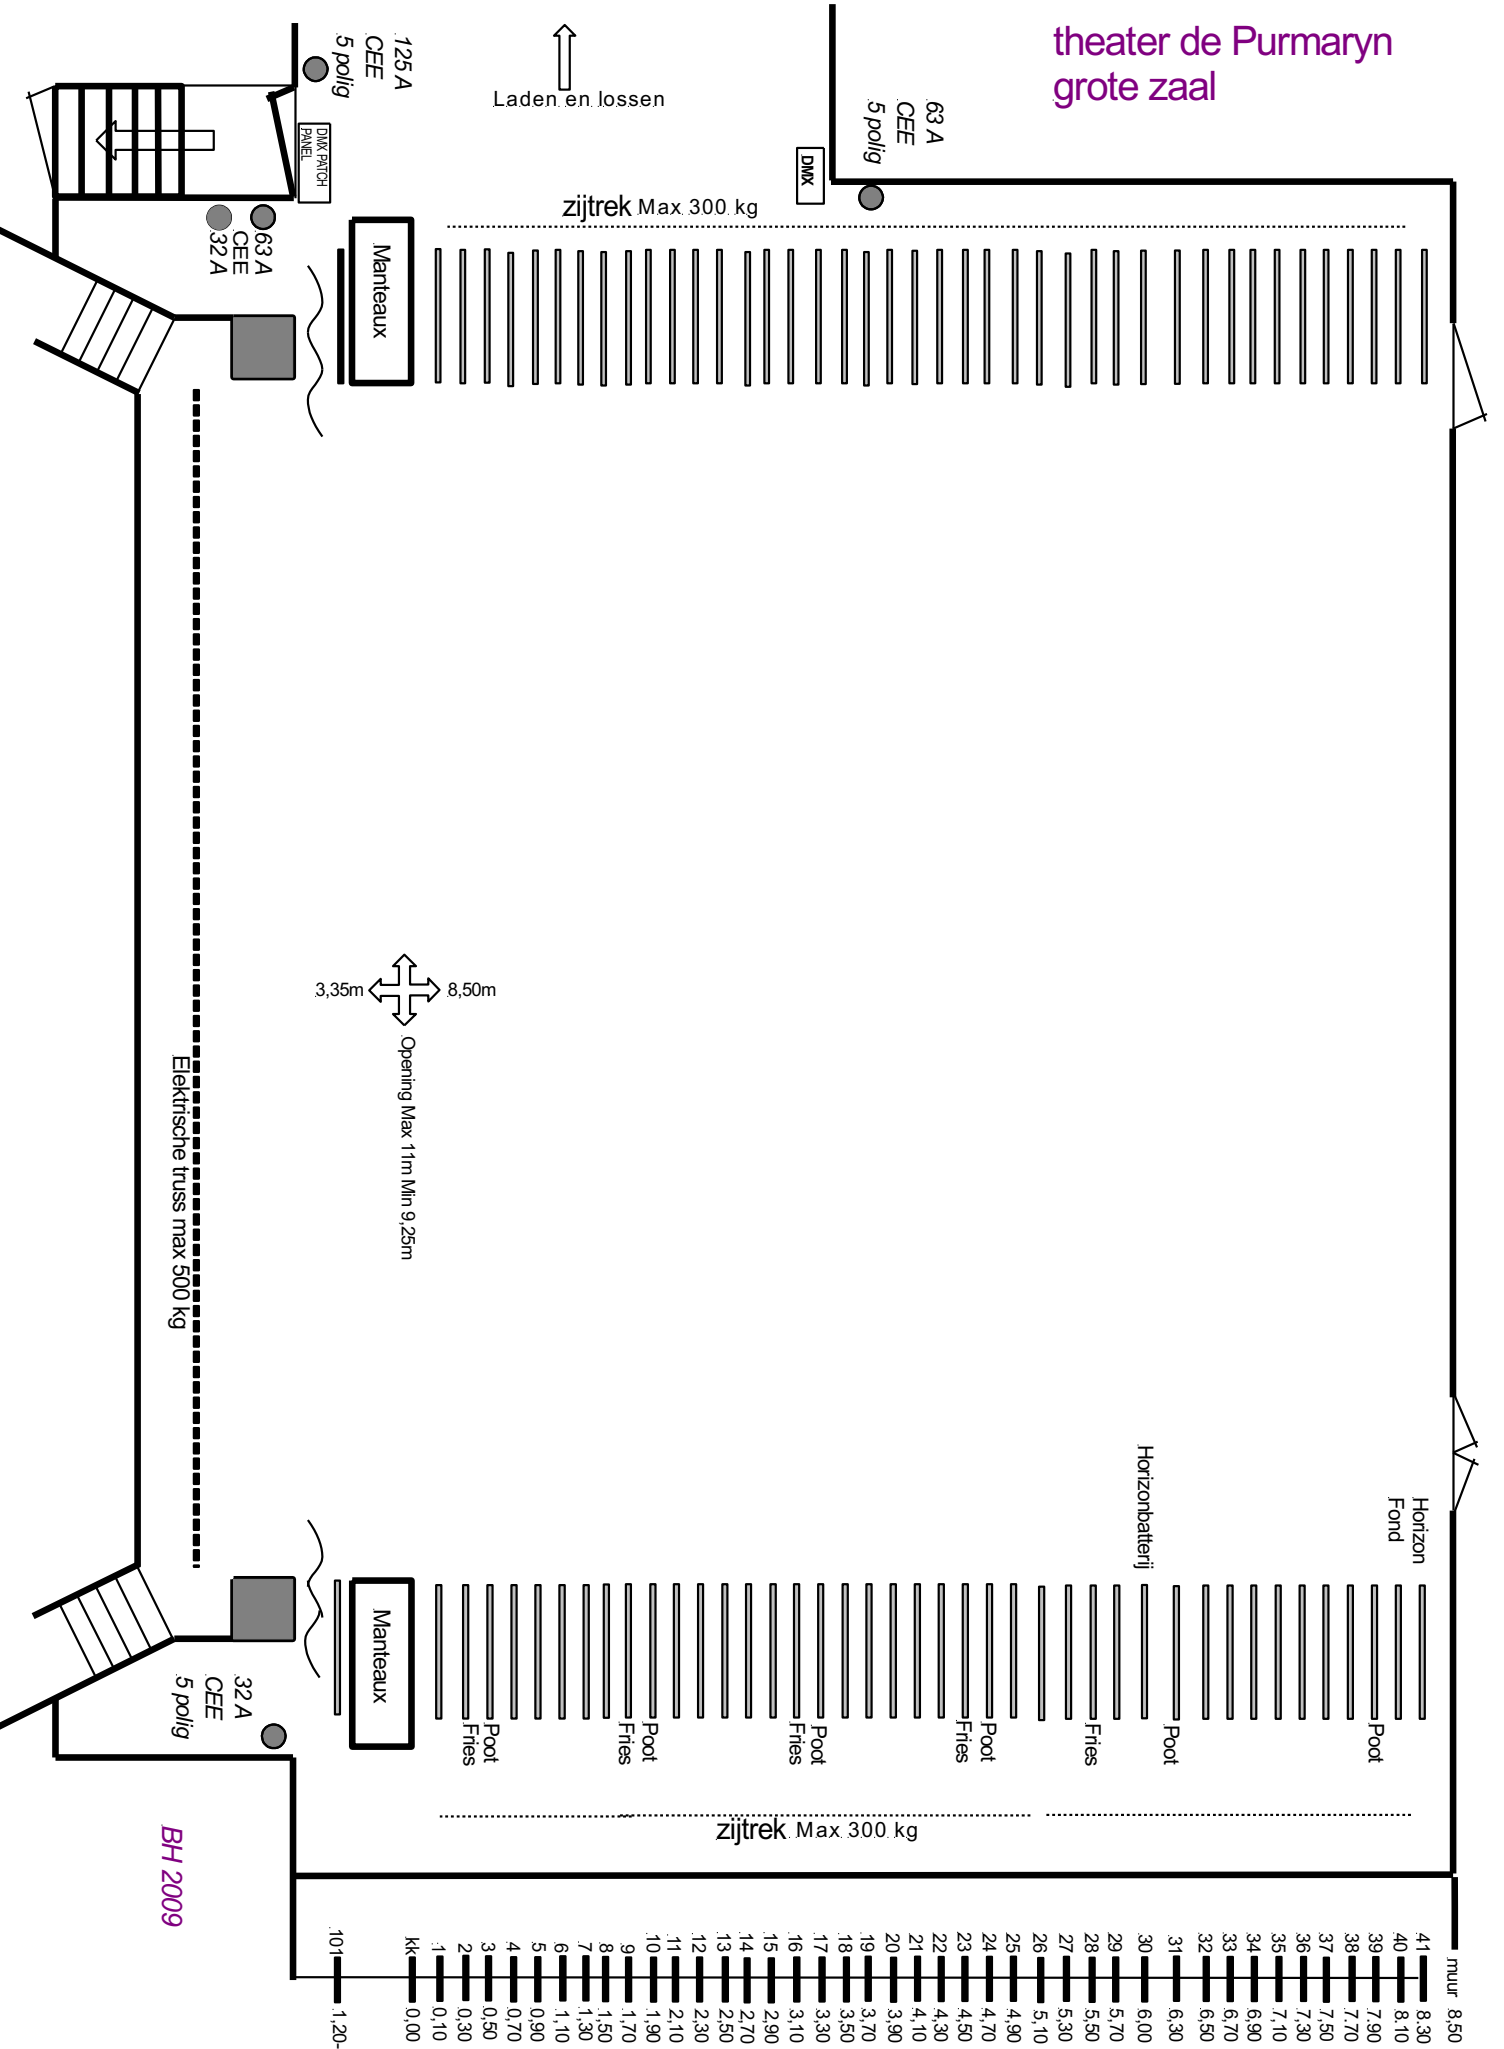 theater de Purmaryn
grote zaal
125 A
CEE
5 polig
Laden en lossen
63 A
CEE
5 polig
DMX PATCH
PANEL
DMX
zijtrek Max 300 kg
63 A
CEE
32 A
Manteaux
3,35m
8,50m
Opening Max 11m Min 9,25m
Elektrische truss max 500 kg
Horizonbatterij
Horizon
Fond
Manteaux
32 A
CEE
5 polig
Poot
Fries
Poot
Fries
Poot
Fries
Poot
Fries
Fries
Poot
Poot
zijtrek Max 300 kg
BH 2009
muur 8,50
41 8.30
40 8.10
39 7.90
38 7.70
37 7,50
36 7,30
35 7,10
34 6,90
33 6,70
32 6,50
31 6,30
30 6,00
29 5,70
28 5,50
27 5,30
26 5,10
25 4,90
24 4,70
23 4,50
22 4,30
21 4,10
20 3,90
19 3,70
18 3,50
17 3,30
16 3,10
15 2,90
14 2,70
13 2,50
12 2,30
11 2,10
10 1,90
9 1,70
8 1,50
7 1,30
6 1,10
5 0,90
4 0,70
3 0,50
2 0,30
1 0,10
kk 0,00
101 1,20-